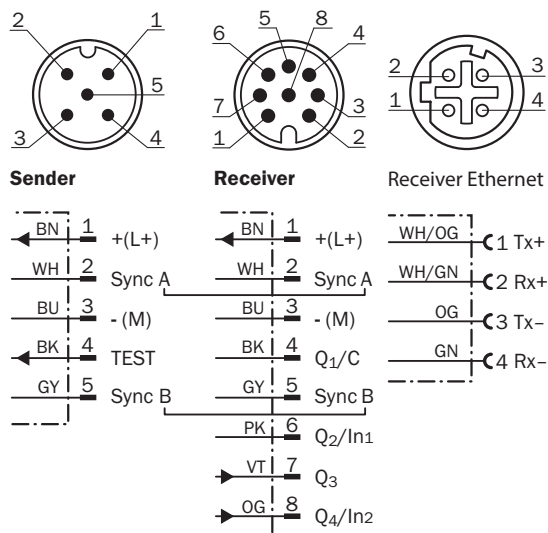 2 1 5 3 4
5 8 6 4 7 3 1 2
2 3 1 4
Sender Receiver Receiver Ethernet
BN 1 +(L+)
WH 2 Sync A
BU 3 - (M)
BK 4 TEST
GY 5 Sync B
BN 1 +(L+)
WH 2 Sync A
BU 3 - (M)
BK 4 Q1/C
GY 5 Sync B
PK 6 Q2/In1
VT 7 Q3
OG 8 Q4/In2
WH/OG 1 Tx+
WH/GN 2 Rx+
OG 3 Tx–
GN 4 Rx–